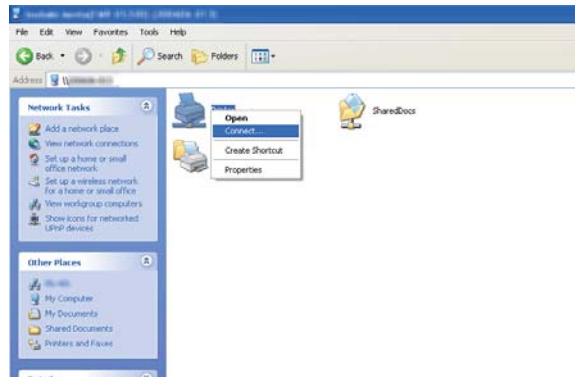 File Edit View Favorites Tools Help
Back Search Folders
Address \\
Network Tasks
Add a network place
View network connections
Set up a home or small
office network
Set up a wireless network
for a home or small office
View workgroup computers
Show icons for networked
UPnP devices
Other Places
My Computer
My Documents
Shared Documents
Printers and Faxes
Open
Connect...
Create Shortcut
Properties
SharedDocs